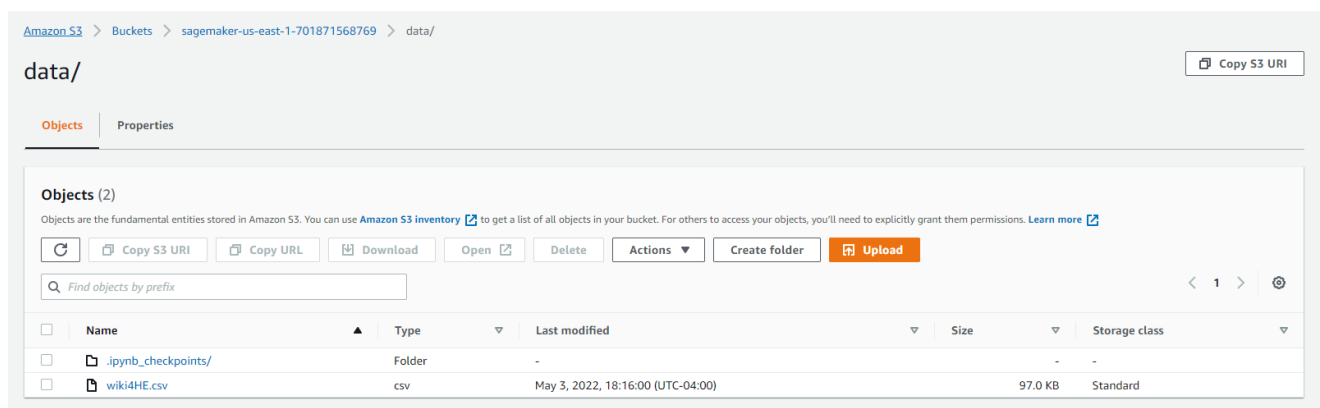 Amazon S3 > Buckets > sagemaker-us-east-1-701871568769 > data/
data/
Copy S3 URI
Objects Properties
Objects (2)
Objects are the fundamental entities stored in Amazon S3. You can use Amazon S3 inventory to get a list of all objects in your bucket. For others to access your objects, you'll need to explicitly grant them permissions. Learn more
Copy S3 URI Copy URL Download Open Delete Actions Create folder Upload
Find objects by prefix
< 1 >
Name Type Last modified Size Storage class
.ipynb_checkpoints/ Folder - - -
wiki4HE.csv csv May 3, 2022, 18:16:00 (UTC-04:00) 97.0 KB Standard